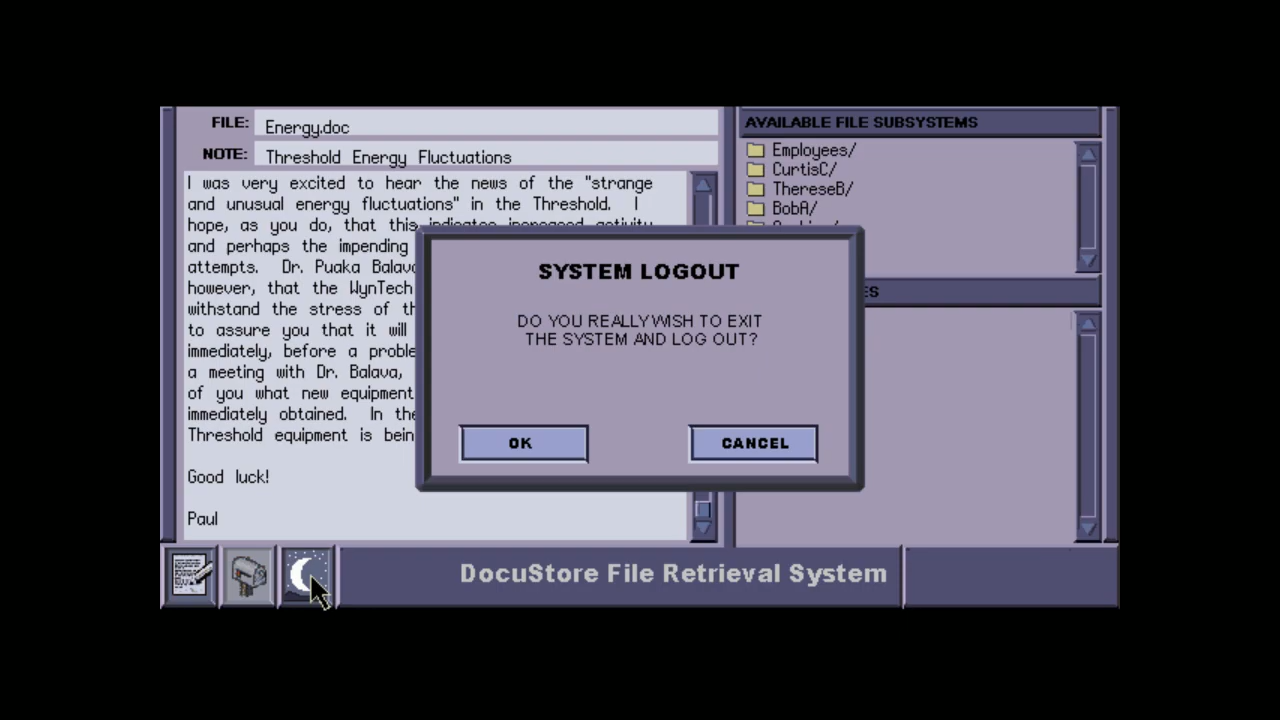 FILE: Energy.doc
NOTE: Threshold Energy Fluctuations
I was very excited to hear the news of the "strange
and unusual energy fluctuations" in the Threshold. I
hope, as you do, that this indicates increased activity
and perhaps the impending
attempts. Dr. Puaka Balava
however, that the WynTech
withstand the stress of
to assure you that it will
immediately, before a
a meeting with Dr. Balava,
of you what new equipment
immediately obtained. In the
Threshold equipment is
Good luck!
Paul
AVAILABLE FILE SUBSYSTEMS
Employees/
CurtisC/
ThereseB/
BobA/
SYSTEM LOGOUT
DO YOU REALLY WISH TO EXIT
THE SYSTEM AND LOG OUT?
OK
CANCEL
DocuStore File Retrieval System